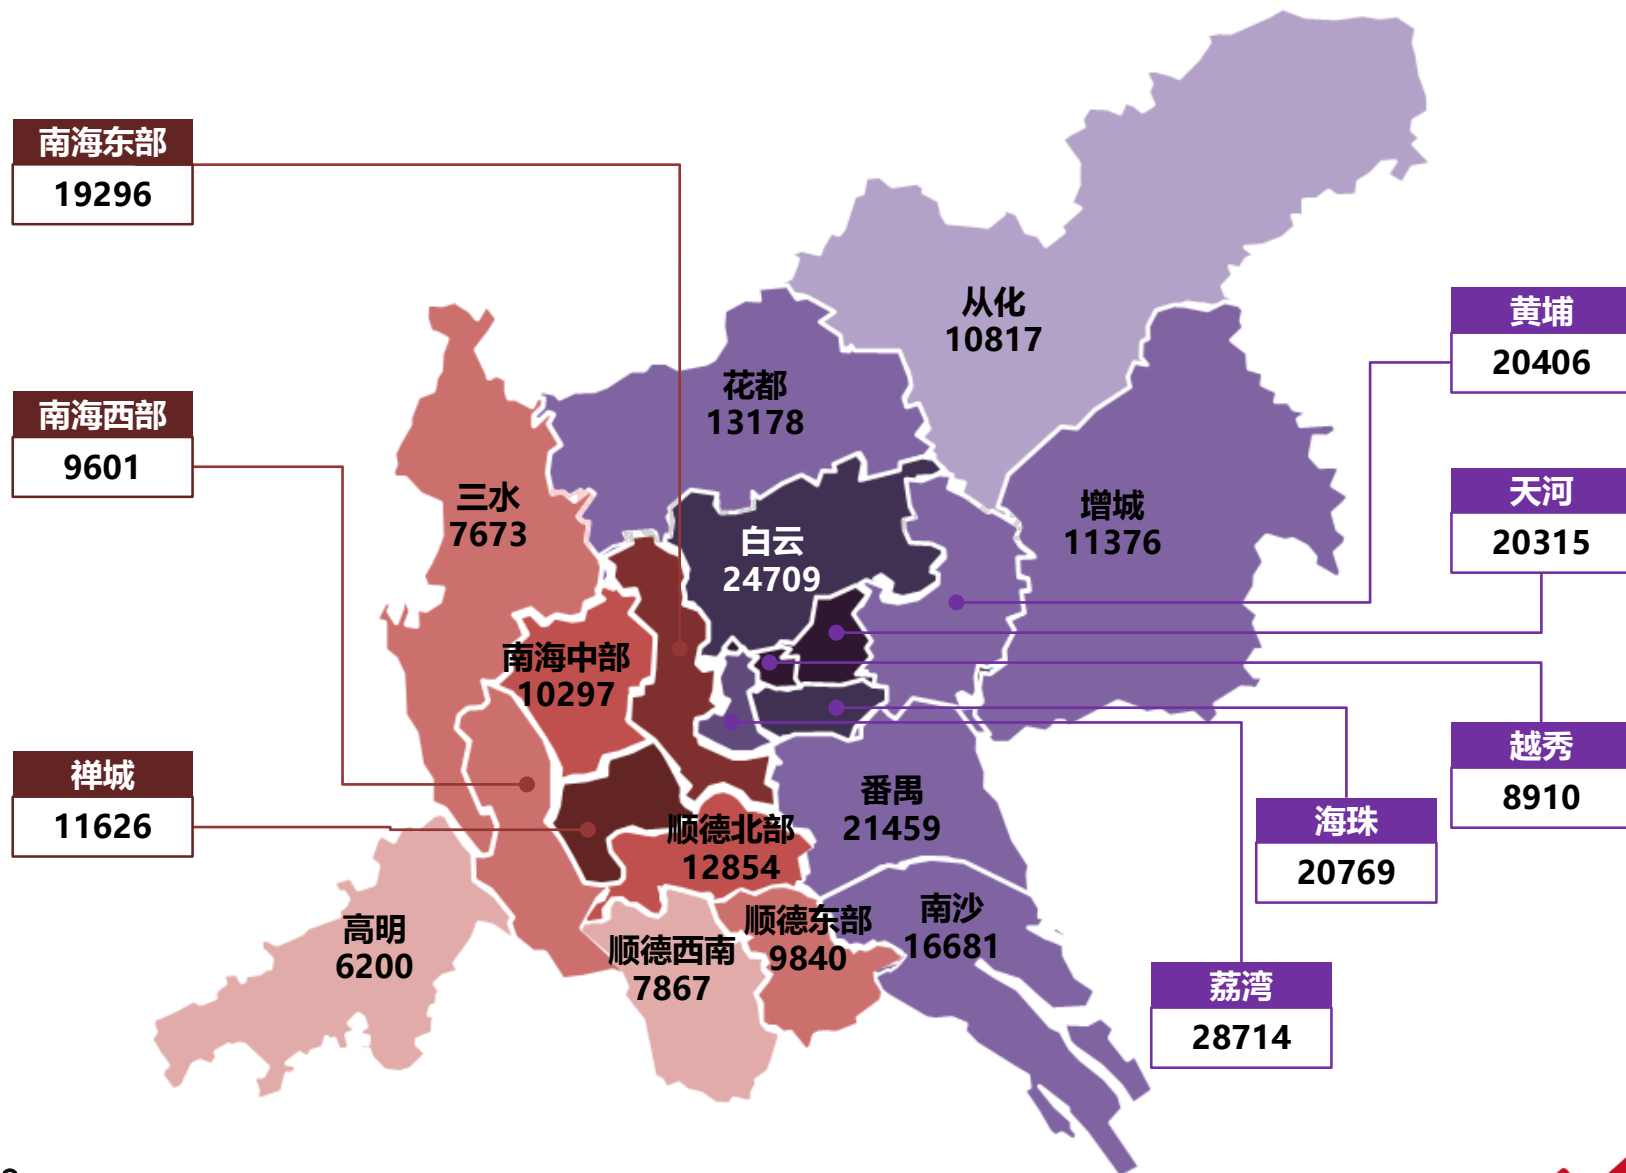 南海东部
19296
从化
10817
黄埔
20406
花都
13178
南海西部
9601
三水
7673
增城
11376
天河
20315
白云
24709
南海中部
10297
越秀
8910
禅城
11626
番禺
21459
海珠
20769
顺德北部
12854
南沙
16681
顺德东部
9840
高明
6200
顺德西南
7867
荔湾
28714